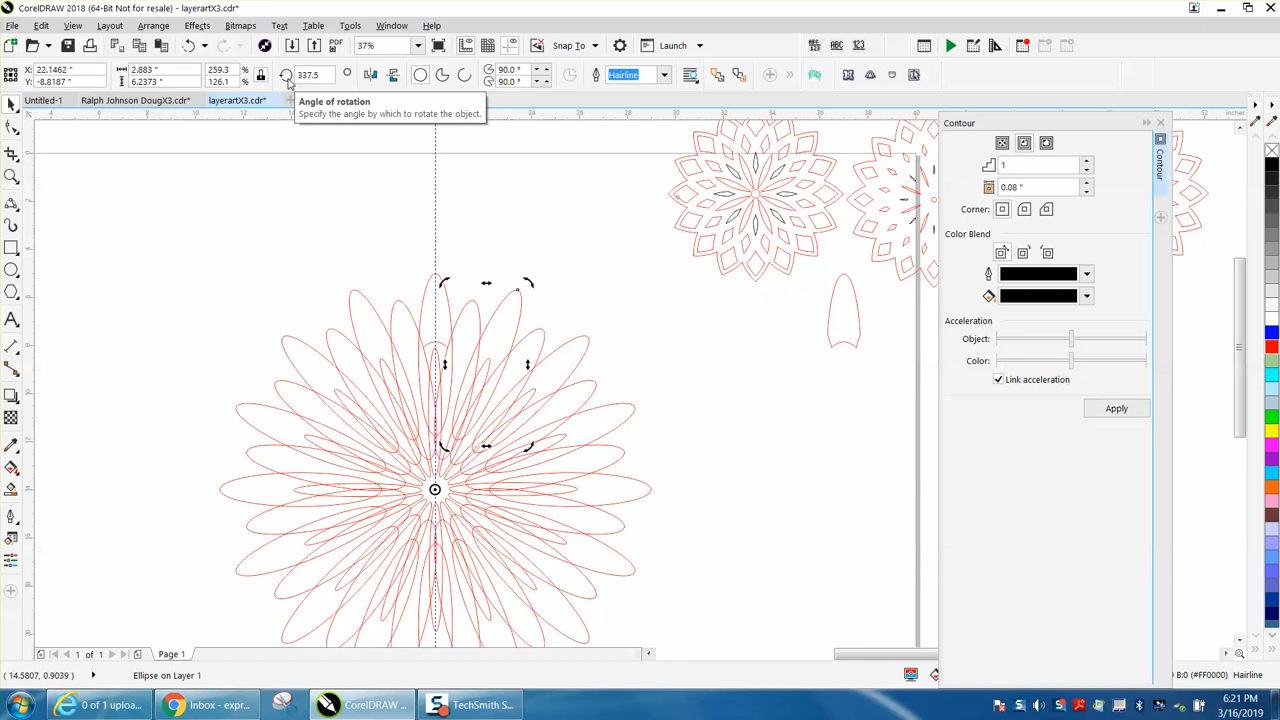 CorelDRAW 2018 (64-Bit Not for resale) - layerartX3.cdr*
File Edit View Layout Arrange Effects Bitmaps Text Table Tools Window Help
37% Snap To Launch
X: 22.1462 " 2.883 " 259.3 % 337.5 90.0 ° Hairline
Y: -8.8187 " 6.2373 " 126.1 % 90.0 °
Untitled-1 Ralph Johnson DougX3.cdr* layerartX3.cdr*
Angle of rotation
Specify the angle by which to rotate the object.
inches
Contour
Contour
1
0.08 "
Corner:
Color Blend
Acceleration
Object:
Color:
Link acceleration
Apply
1 of 1 Page 1
( 14.5807, 0.9039 ) Ellipse on Layer B:0 (#FF0000) Hairline
0 of 1 uploa... Inbox - expr... CorelDRAW ... TechSmith S...
6:21 PM
3/16/2019